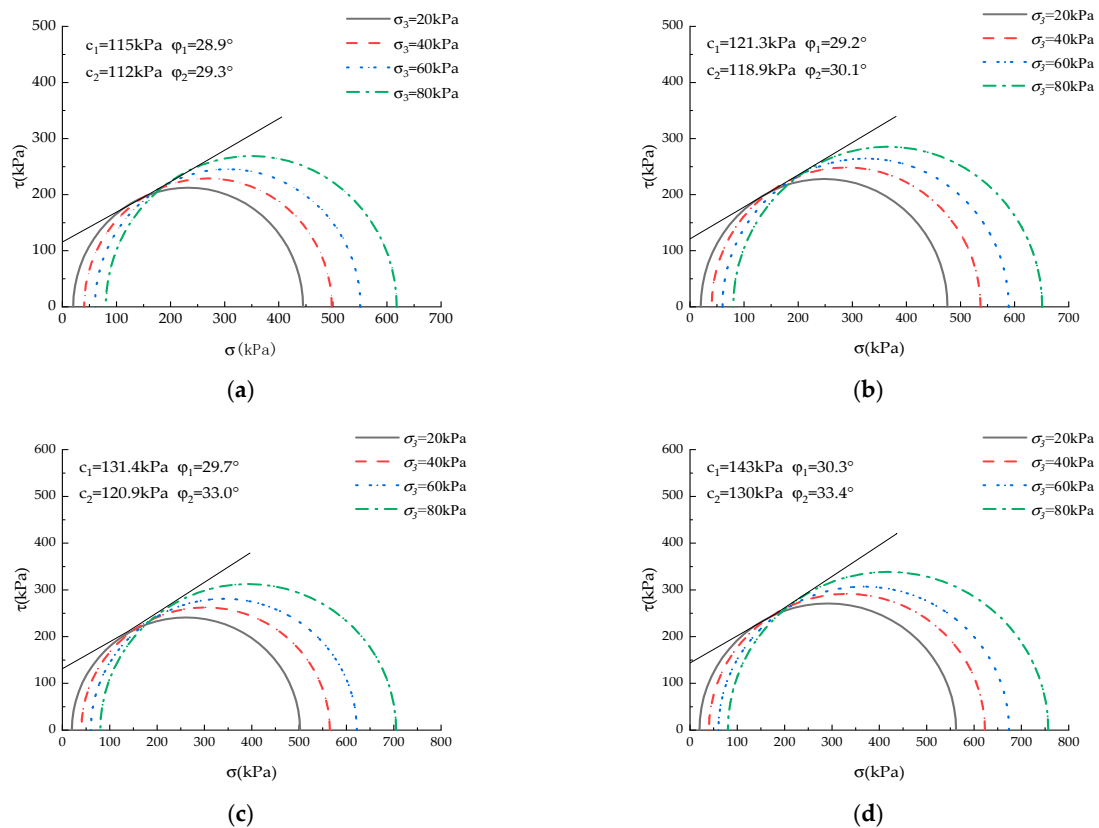 500
400
300
200
100
0
τ(kPa)
c₁=115kPa φ₁=28.9°
c₂=112kPa φ₂=29.3°
σ₃=20kPa
σ₃=40kPa
σ₃=60kPa
σ₃=80kPa
0 100 200 300 400 500 600 700
σ (kPa)
(a)
500
400
300
200
100
0
τ(kPa)
c₁=121.3kPa φ₁=29.2°
c₂=118.9kPa φ₂=30.1°
σ₃=20kPa
σ₃=40kPa
σ₃=60kPa
σ₃=80kPa
0 100 200 300 400 500 600 700
σ(kPa)
(b)
600
500
400
300
200
100
0
τ(kPa)
c₁=131.4kPa φ₁=29.7°
c₂=120.9kPa φ₂=33.0°
σ₃=20kPa
σ₃=40kPa
σ₃=60kPa
σ₃=80kPa
0 100 200 300 400 500 600 700 800
σ(kPa)
(c)
600
500
400
300
200
100
0
τ(kPa)
c₁=143kPa φ₁=30.3°
c₂=130kPa φ₂=33.4°
σ₃=20kPa
σ₃=40kPa
σ₃=60kPa
σ₃=80kPa
0 100 200 300 400 500 600 700 800
σ(kPa)
(d)